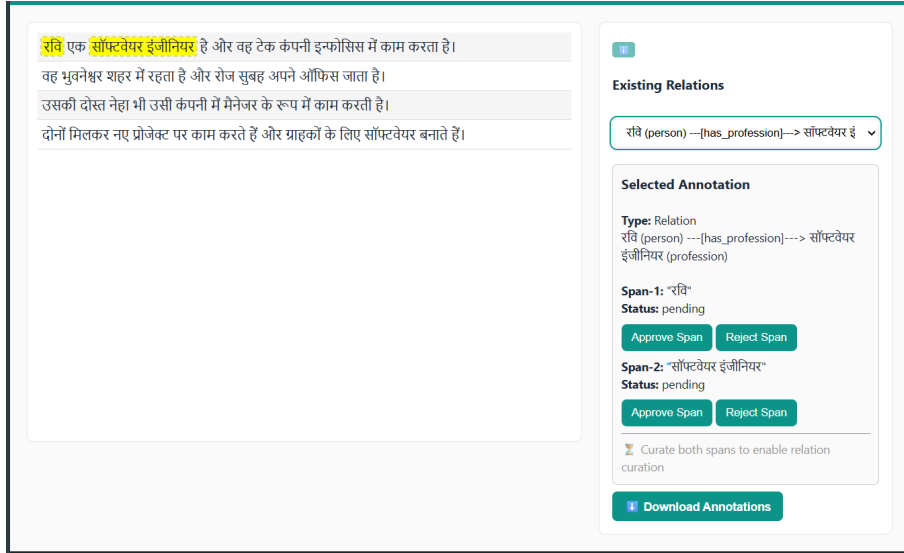 रवि एक सॉफ्टवेयर इंजीनियर है और वह टेक कंपनी इन्फोसिस में काम करता है।
वह भुवनेश्वर शहर में रहता है और रोज सुबह अपने ऑफिस जाता है।
उसकी दोस्त नेहा भी उसी कंपनी में मैनेजर के रूप में काम करती है।
दोनों मिलकर नए प्रोजेक्ट पर काम करते हैं और ग्राहकों के लिए सॉफ्टवेयर बनाते हैं।
Existing Relations
रवि (person) ---[has_profession]---> सॉफ्टवेयर इं
Selected Annotation
Type: Relation
रवि (person) ---[has_profession]---> सॉफ्टवेयर
इंजीनियर (profession)
Span-1: "रवि"
Status: pending
Approve Span Reject Span
Span-2: "सॉफ्टवेयर इंजीनियर"
Status: pending
Approve Span Reject Span
⏳ Curate both spans to enable relation
curation
⬇️ Download Annotations